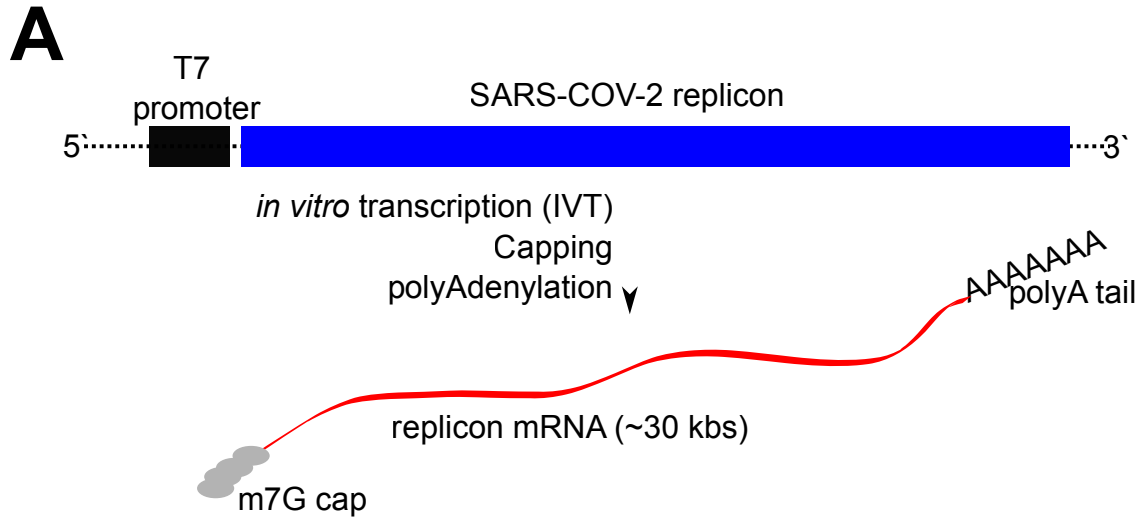 A
T7
promoter
SARS-COV-2 replicon
5`
3`
in vitro transcription (IVT)
Capping
polyAdenylation
AAAAAAA
polyA tail
replicon mRNA (~30 kbs)
m7G cap